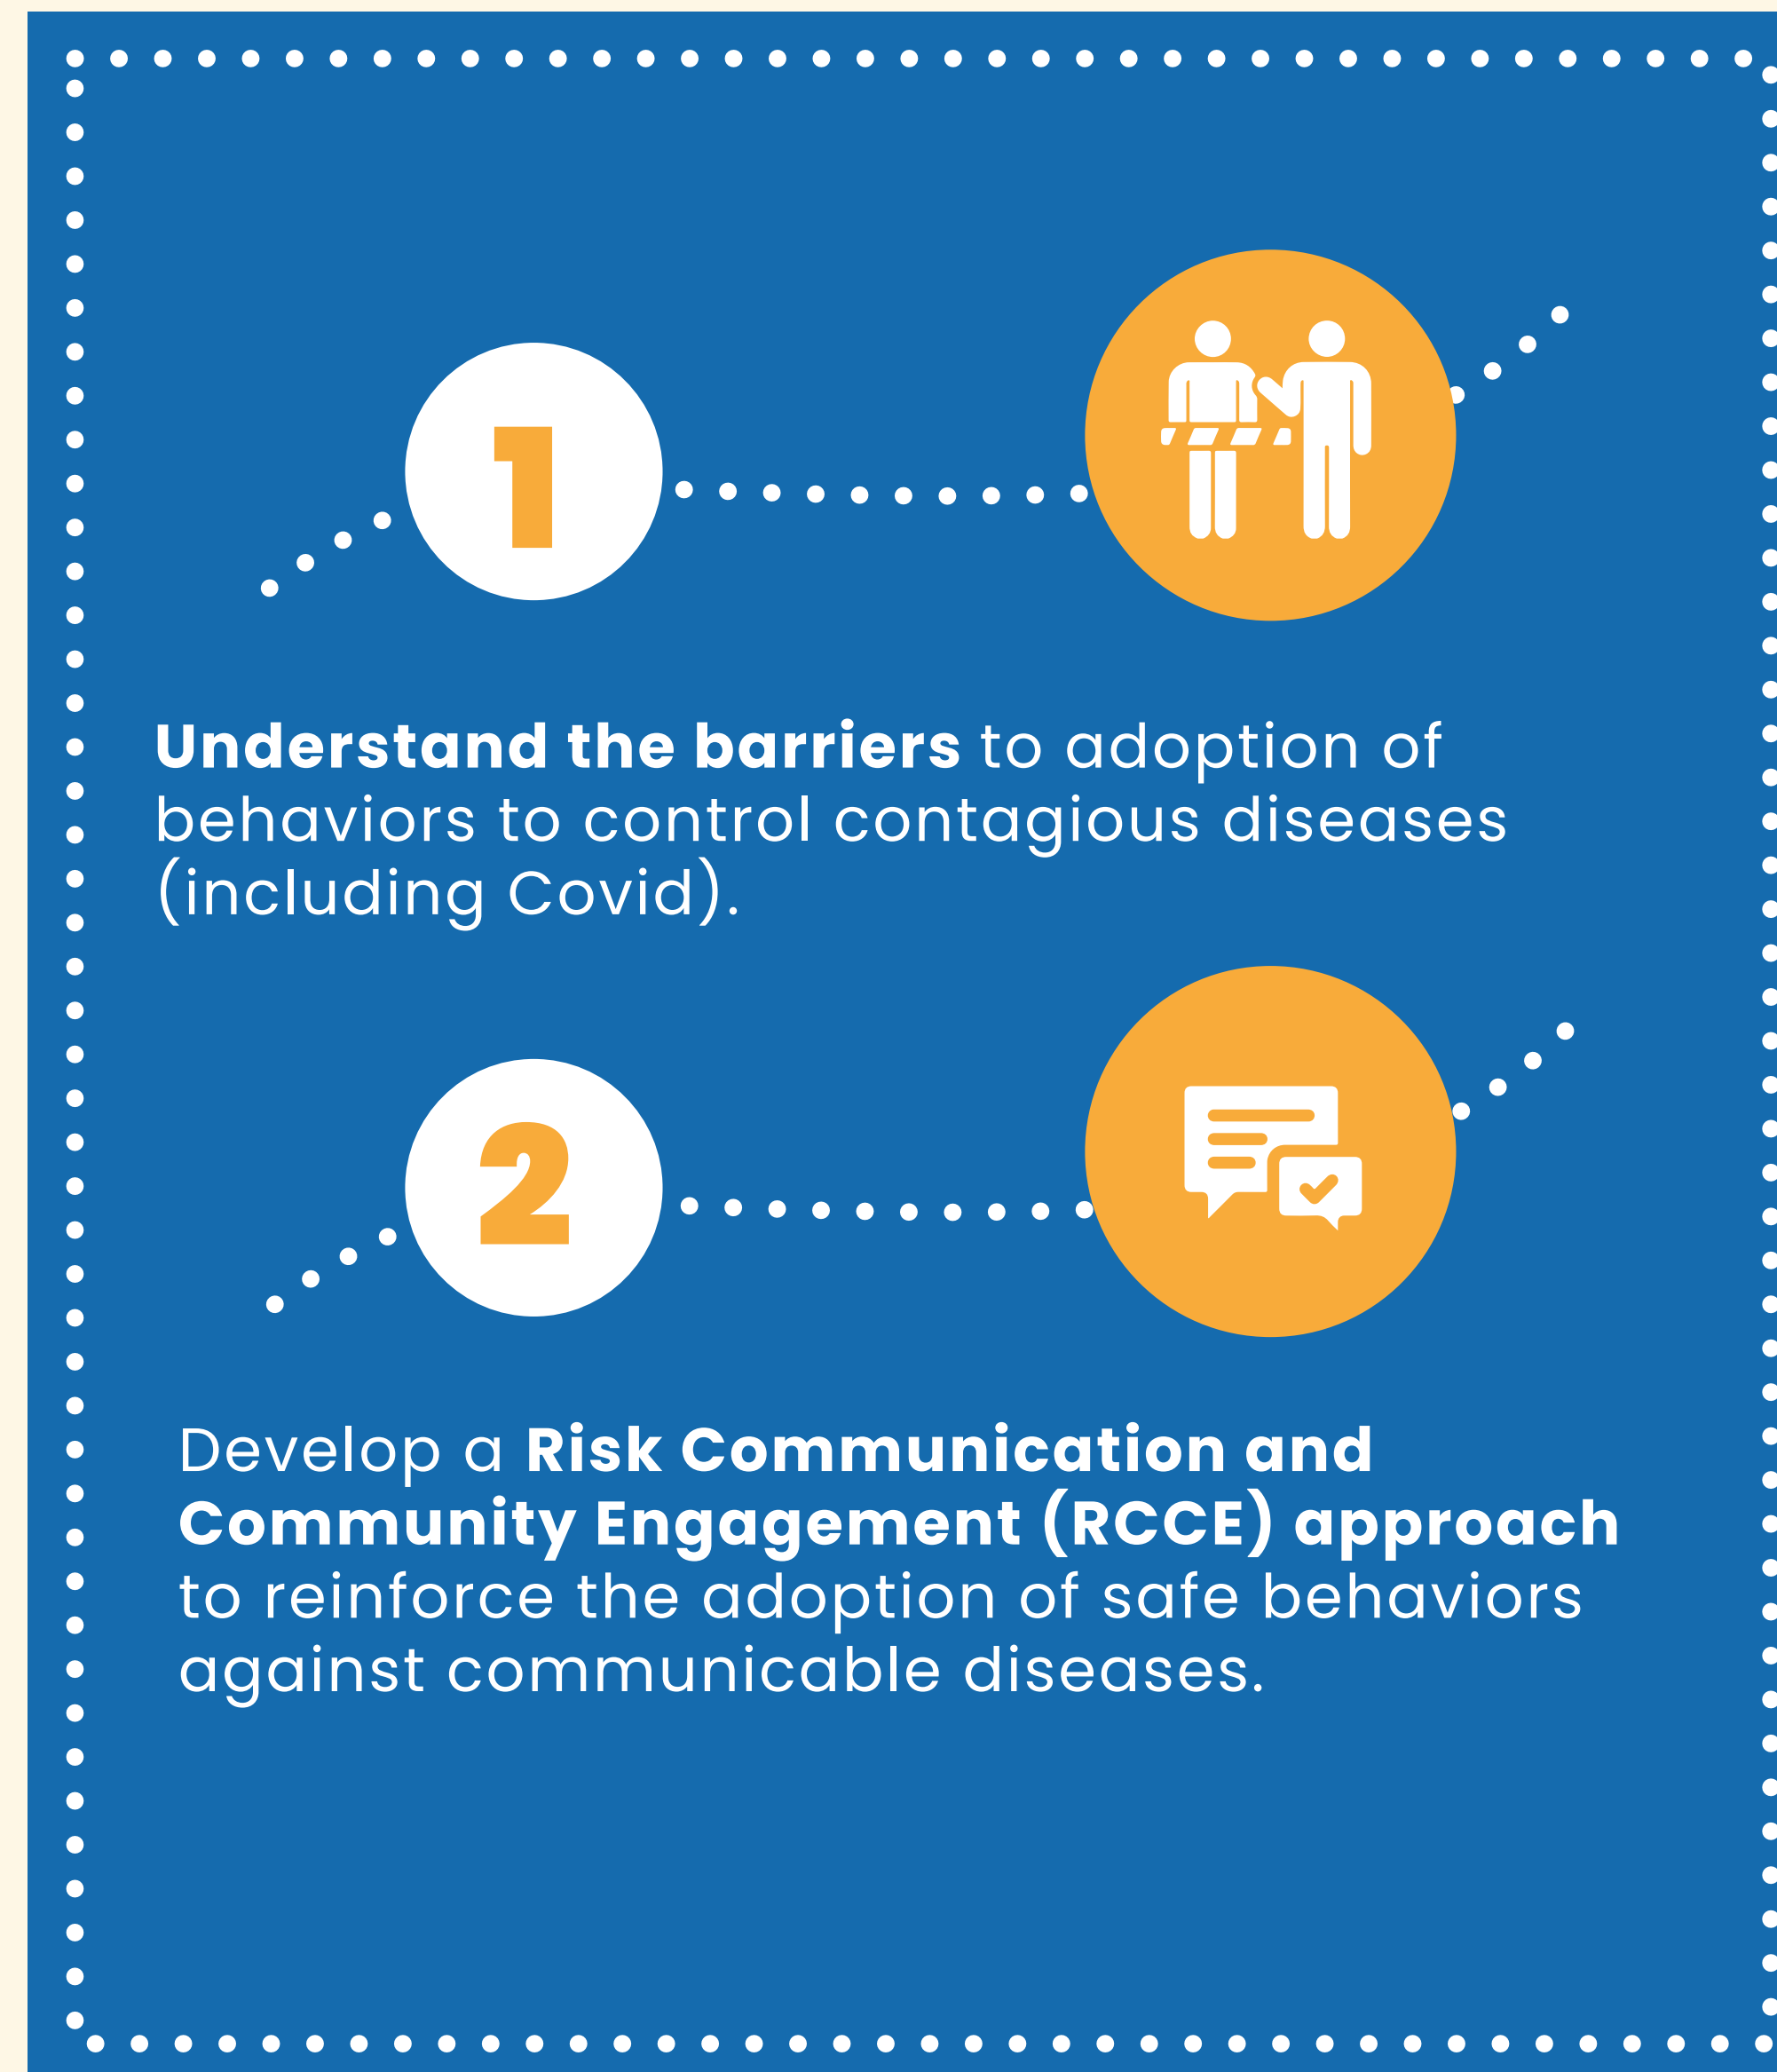 1
Understand the barriers to adoption of
behaviors to control contagious diseases
(including Covid).
2
Develop a Risk Communication and
Community Engagement (RCCE) approach
to reinforce the adoption of safe behaviors
against communicable diseases.